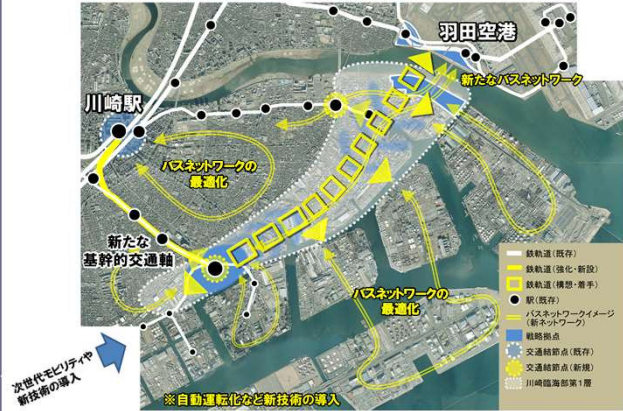 羽田空港
新たなバスネットワーク
川崎駅
バスネットワークの
最適化
新たな
基幹的交通軸
バスネットワークの
最適化
次世代モビリティや
新技術の導入
※自動運転化など新技術の導入
鉄軌道(既存)
鉄軌道(強化・新設)
鉄軌道(構想・着手)
駅(既存)
バスネットワークイメージ
(新ネットワーク)
戦略拠点
交通結節点(既存)
交通結節点(新規)
川崎臨海部第1層